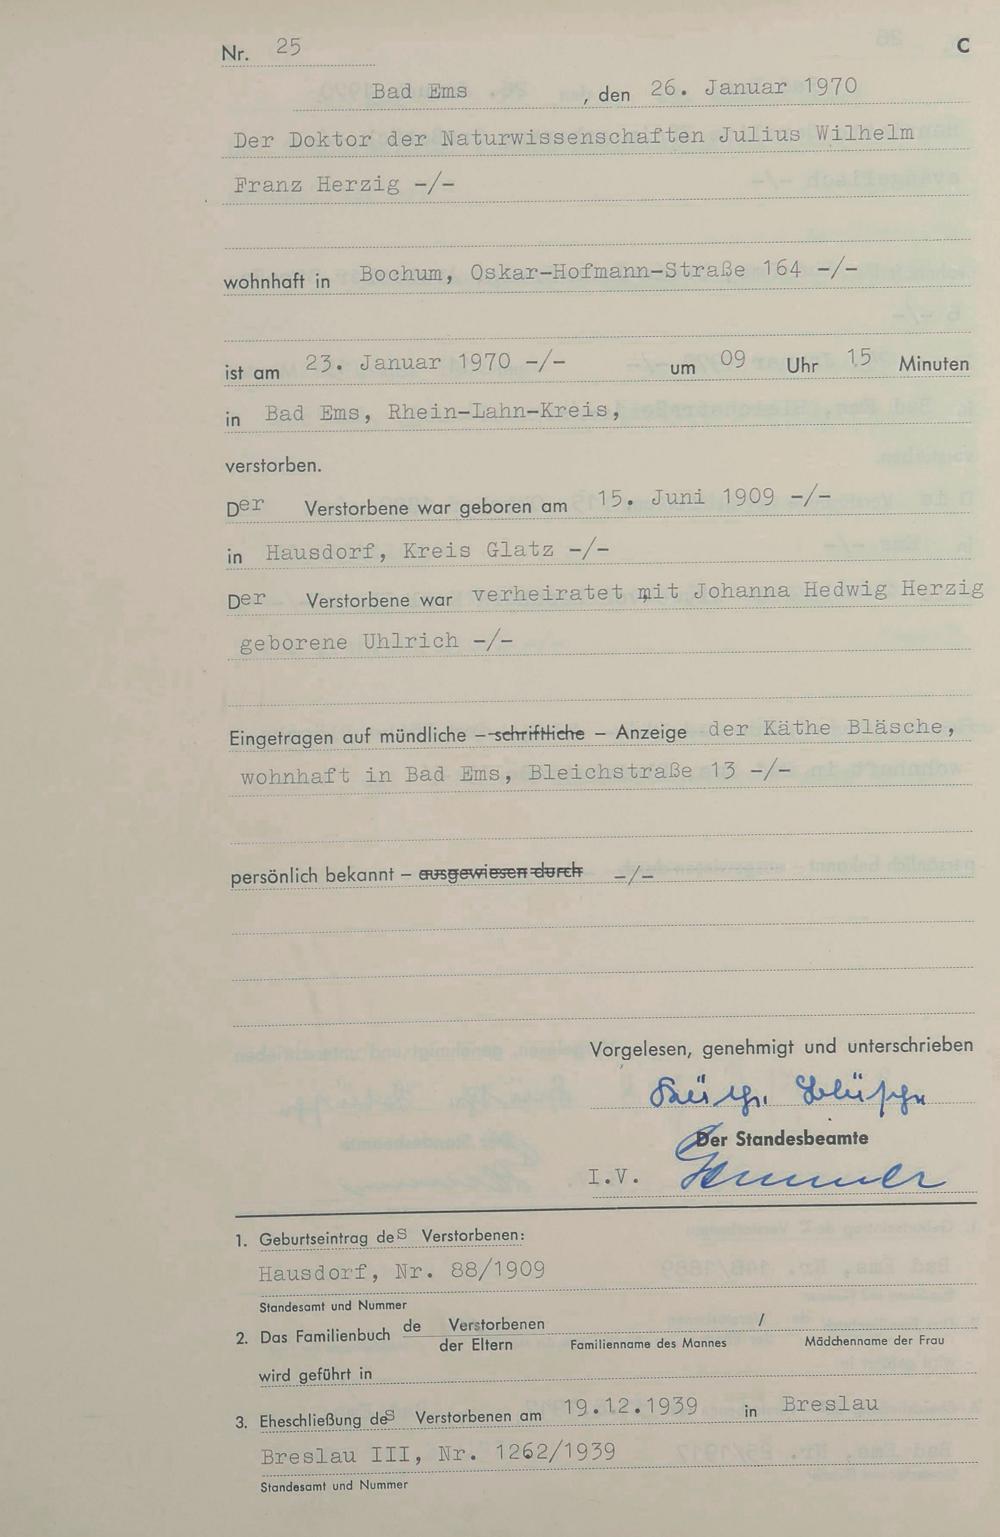 Nr. 25 C
Bad Ems , den 26. Januar 1970
Der Doktor der Naturwissenschaften Julius Wilhelm
Franz Herzig -/-
wohnhaft in Bochum, Oskar-Hofmann-Straße 164 -/-
ist am 23. Januar 1970 -/- um 09 Uhr 15 Minuten
in Bad Ems, Rhein-Lahn-Kreis,
verstorben.
Der Verstorbene war geboren am 15. Juni 1909 -/-
in Hausdorf, Kreis Glatz -/-
Der Verstorbene war verheiratet mit Johanna Hedwig Herzig
geborene Uhlrich -/-
Eingetragen auf mündliche – schriftliche – Anzeige der Käthe Bläsche,
wohnhaft in Bad Ems, Bleichstraße 13 -/-
persönlich bekannt – ausgewiesen durch -/-
Vorgelesen, genehmigt und unterschrieben
Der Standesbeamte
I.V.
1. Geburtseintrag des Verstorbenen:
Hausdorf, Nr. 88/1909
Standesamt und Nummer
2. Das Familienbuch de Verstorbenen /
der Eltern Familienname des Mannes Mädchenname der Frau
wird geführt in
3. Eheschließung des Verstorbenen am 19.12.1939 in Breslau
Breslau III, Nr. 1262/1939
Standesamt und Nummer